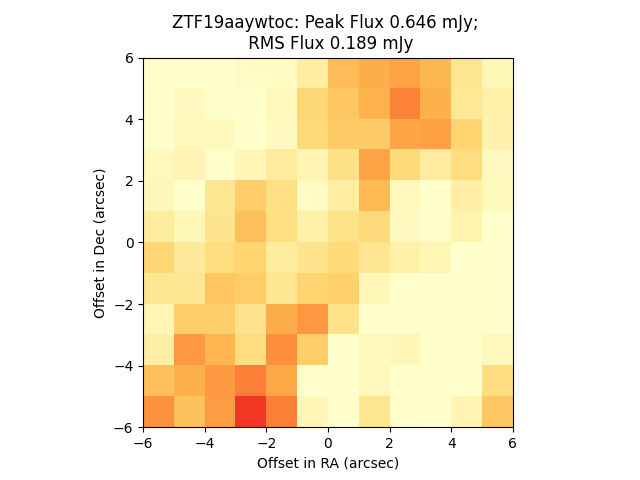 ZTF19aaywtoc: Peak Flux 0.646 mJy;
RMS Flux 0.189 mJy
6
4
2
0
−2
−4
−6
Offset in Dec (arcsec)
−6 −4 −2 0 2 4 6
Offset in RA (arcsec)